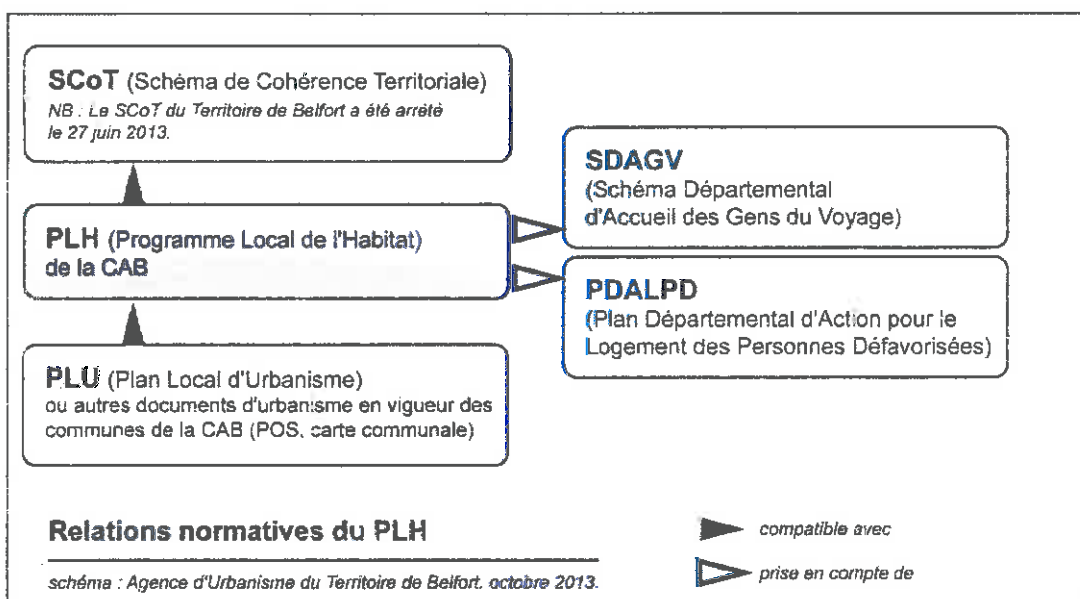 SCoT (Schéma de Cohérence Territoriale)
NB : Le SCoT du Territoire de Belfort a été arrêté
le 27 juin 2013.
PLH (Programme Local de l'Habitat)
de la CAB
PLU (Plan Local d'Urbanisme)
ou autres documents d'urbanisme en vigueur des
communes de la CAB (POS, carte communale)
SDAGV
(Schéma Départemental
d'Accueil des Gens du Voyage)
PDALPD
(Plan Départemental d'Action pour le
Logement des Personnes Défavorisées)
Relations normatives du PLH
schéma : Agence d'Urbanisme du Territoire de Belfort, octobre 2013.
compatible avec
prise en compte de